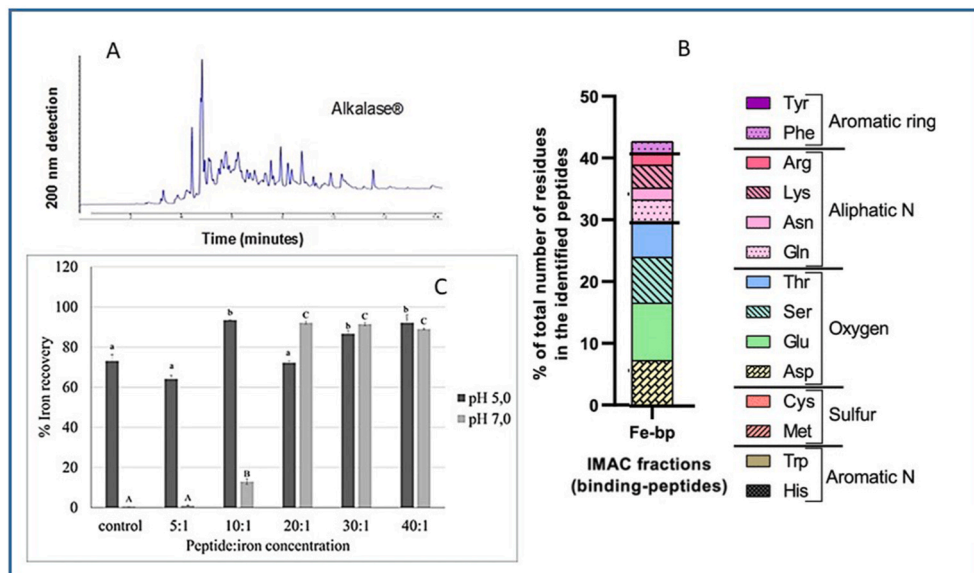 A
200 nm detection
Alkalase®
Time (minutes)
B
% of total number of residues
in the identified peptides
50
40
30
20
10
0
Fe-bp
IMAC fractions
(binding-peptides)
Tyr
Phe
Aromatic ring
Arg
Lys
Asn
Gln
Aliphatic N
Thr
Ser
Glu
Asp
Oxygen
Cys
Met
Sulfur
Trp
His
Aromatic N
C
% Iron recovery
120
100
80
60
40
20
0
a
A
a
A
b
B
a
C
b
C
b
C
pH 5,0
pH 7,0
control
5:1
10:1
20:1
30:1
40:1
Peptide:iron concentration